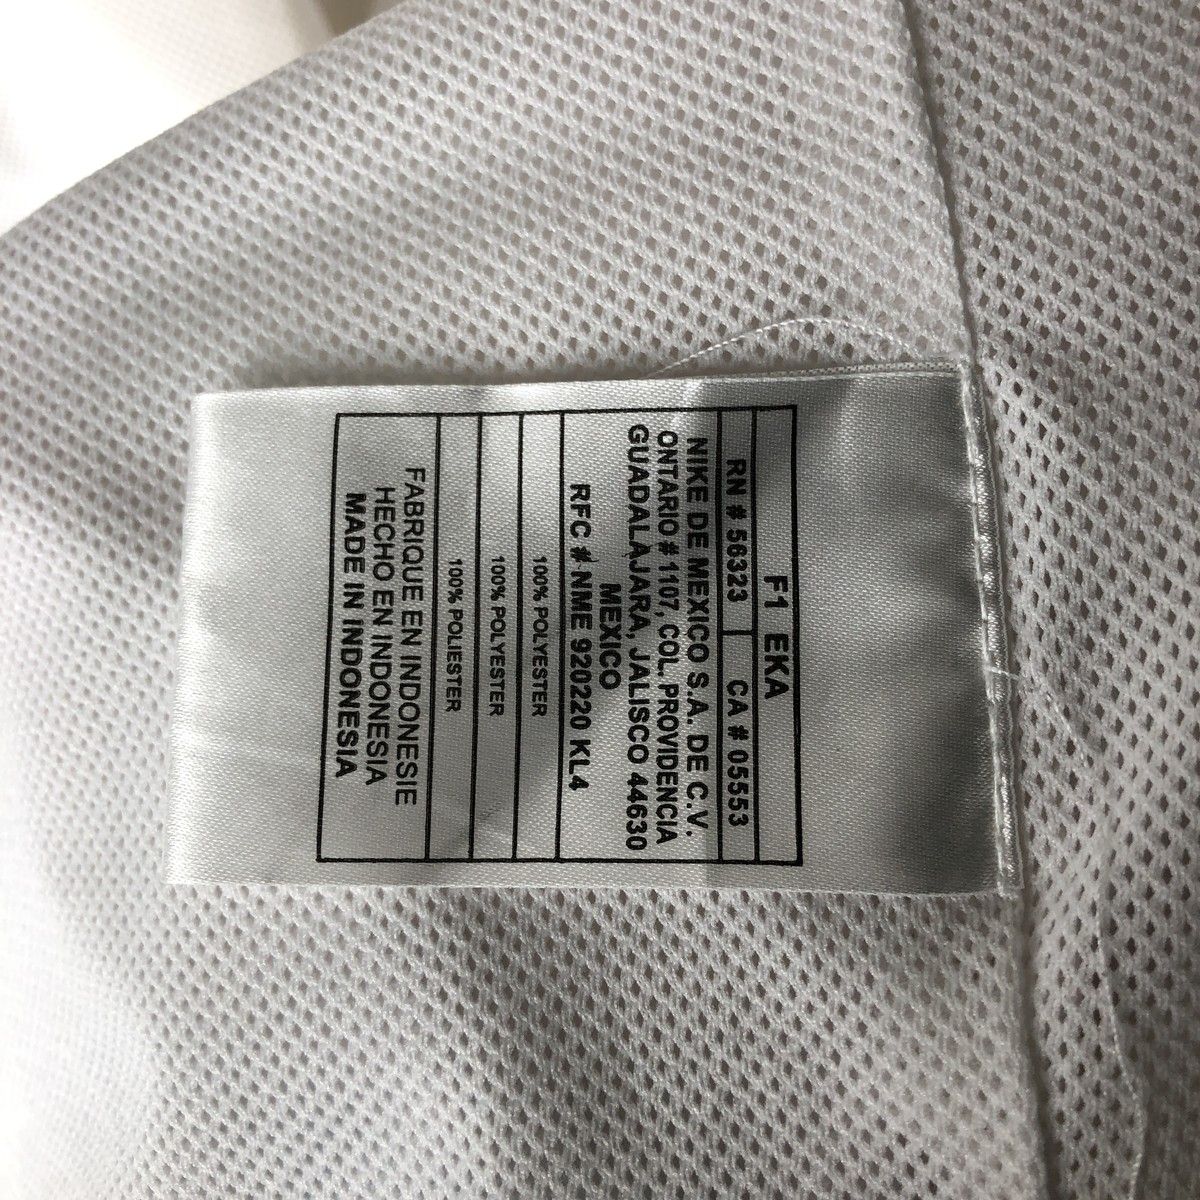 F1 EKA
RN # 56323 CA # 05553
NIKE DE MEXICO S.A. DE C.V.
ONTARIO # 1107, COL. PROVIDENCIA
GUADALAJARA, JALISCO 44630
MEXICO
RFC # NME 920220 KL4
100% POLYESTER
100% POLYESTER
100% POLIESTER
FABRIQUE EN INDONESIE
HECHO EN INDONESIA
MADE IN INDONESIA